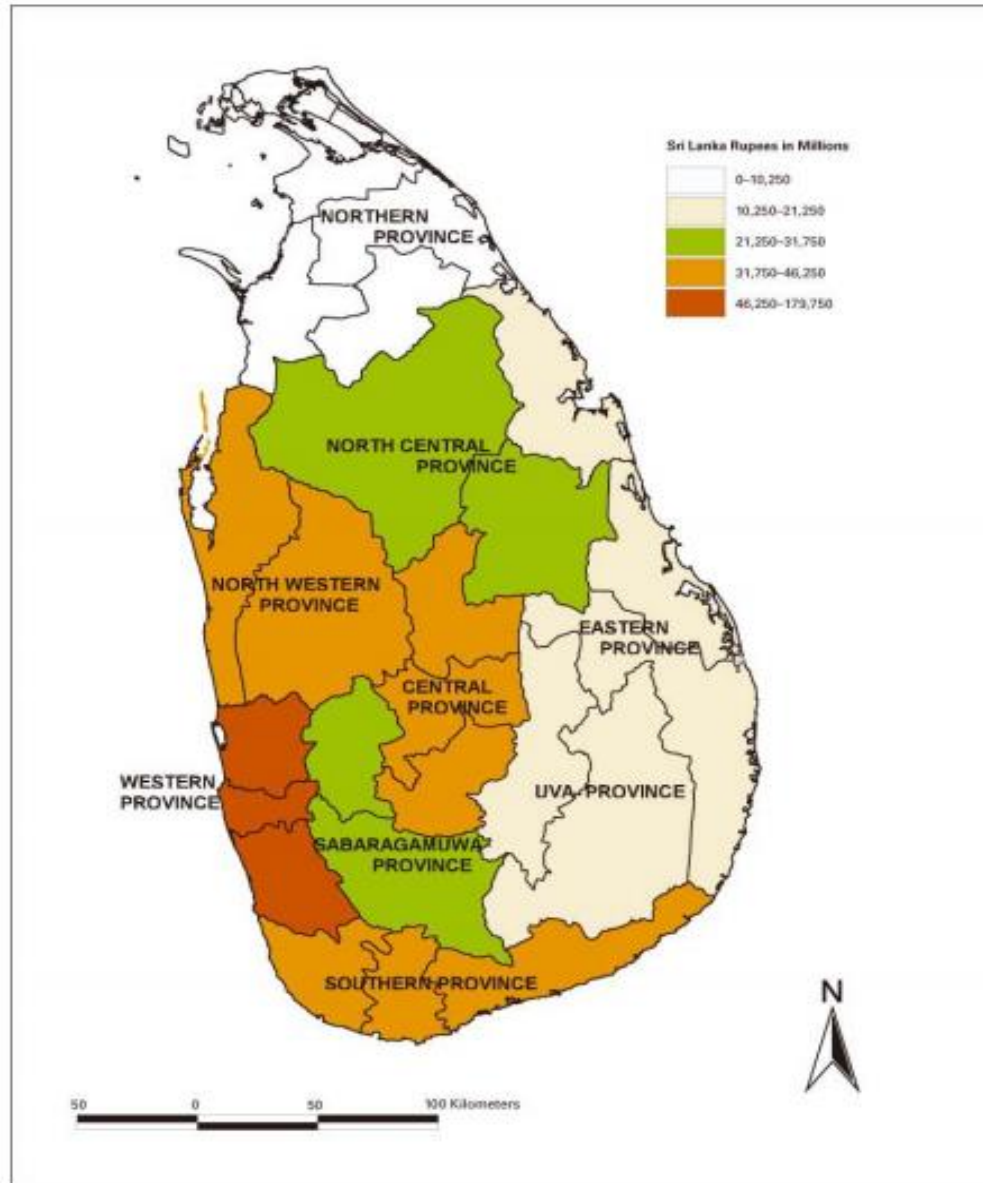 Sri Lanka Rupees in Millions
0–10,250
10,250–21,250
21,250–31,750
31,750–46,250
46,250–179,750
NORTHERN
PROVINCE
NORTH CENTRAL
PROVINCE
NORTH WESTERN
PROVINCE
EASTERN
PROVINCE
CENTRAL
PROVINCE
WESTERN
PROVINCE
UVA PROVINCE
SABARAGAMUWA
PROVINCE
SOUTHERN PROVINCE
N
50 0 50 100 Kilometers